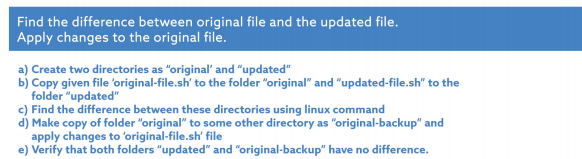 Find the difference between original file and the updated file.
Apply changes to the original file.
a) Create two directories as “original’ and “updated”
b) Copy given file ‘original-file.sh’ to the folder “original” and “updated-file.sh” to the
folder “updated”
c) Find the difference between these directories using linux command
d) Make copy of folder “original” to some other directory as “original-backup” and
apply changes to ‘original-file.sh’ file
e) Verify that both folders “updated” and “original-backup” have no difference.